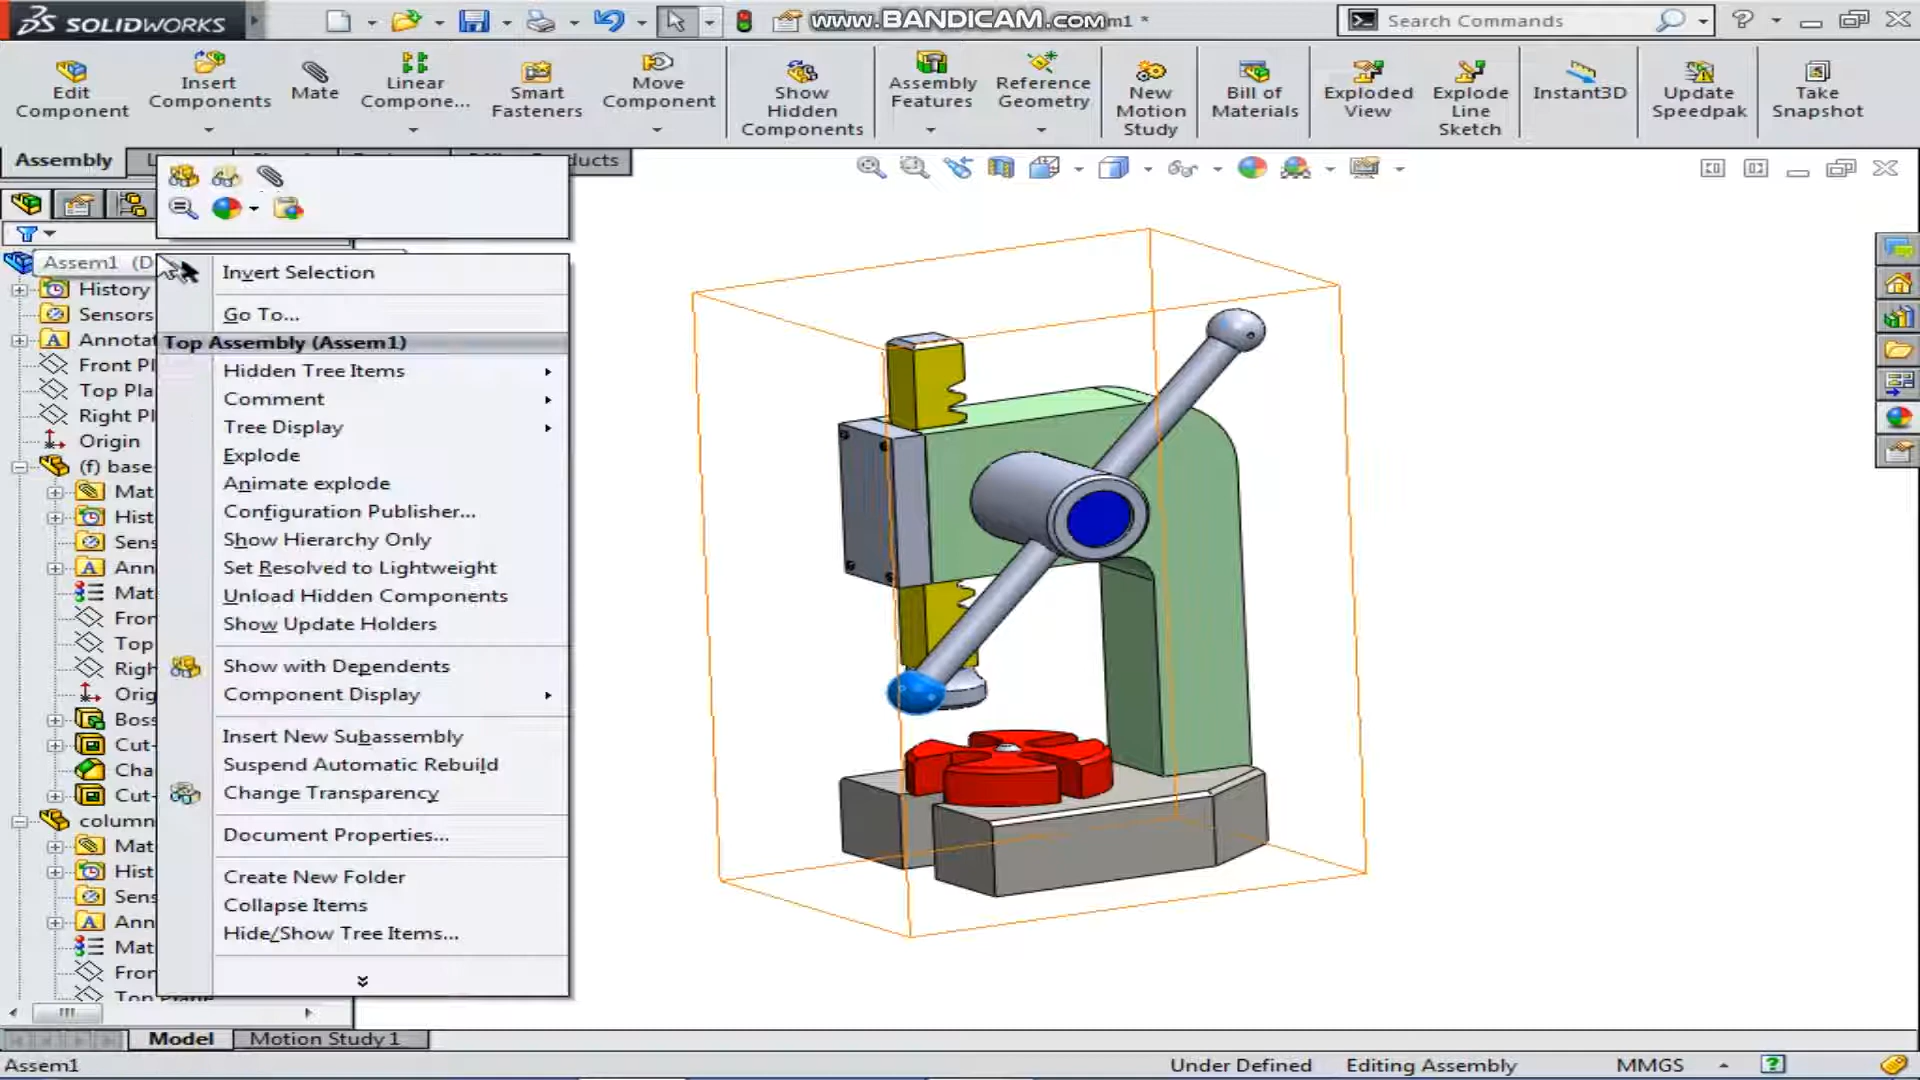 SOLIDWORKS
www.BANDICAM.com
m1 *
Search Commands
Edit Component
Insert Components
Mate
Linear Compone...
Smart Fasteners
Move Component
Show Hidden Components
Assembly Features
Reference Geometry
New Motion Study
Bill of Materials
Exploded View
Explode Line Sketch
Instant3D
Update Speedpak
Take Snapshot
Assembly
ducts
Assem1 (D
History
Sensors
Annotat
Front Pl
Top Pla
Right Pl
Origin
(f) base
Mat
Hist
Sens
Ann
Mat
Fron
Top
Righ
Orig
Boss
Cut-
Cha
Cut-
column
Mat
Hist
Sens
Ann
Mat
Fron
Top Plane
Invert Selection
Go To...
Top Assembly (Assem1)
Hidden Tree Items
Comment
Tree Display
Explode
Animate explode
Configuration Publisher...
Show Hierarchy Only
Set Resolved to Lightweight
Unload Hidden Components
Show Update Holders
Show with Dependents
Component Display
Insert New Subassembly
Suspend Automatic Rebuild
Change Transparency
Document Properties...
Create New Folder
Collapse Items
Hide/Show Tree Items...
Model
Motion Study 1
Assem1
Under Defined
Editing Assembly
MMGS